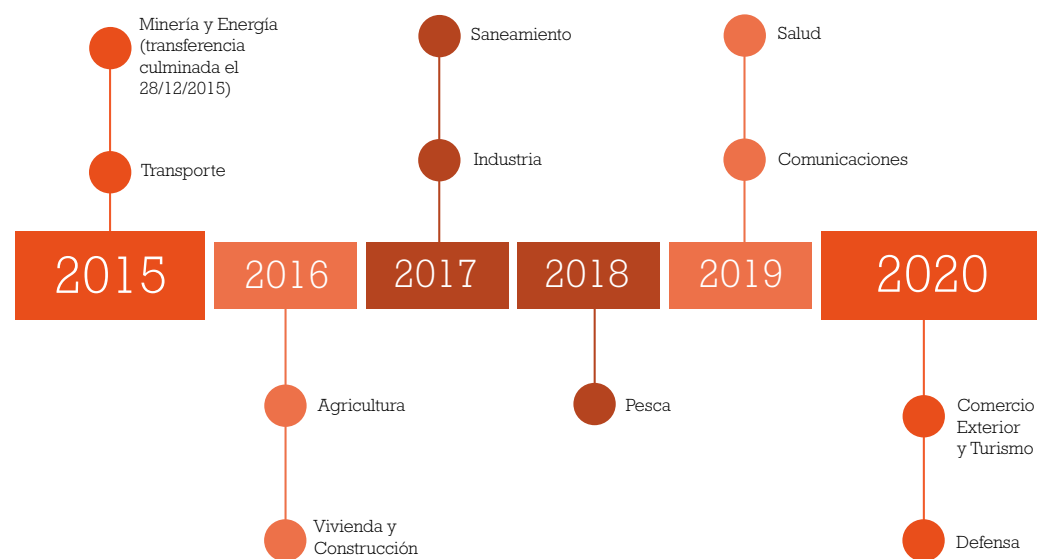 Minería y Energía
(transferencia
culminada el
28/12/2015)
Transporte
Saneamiento
Industria
Salud
Comunicaciones
2015
2016
2017
2018
2019
2020
Agricultura
Vivienda y
Construcción
Pesca
Comercio
Exterior
y Turismo
Defensa